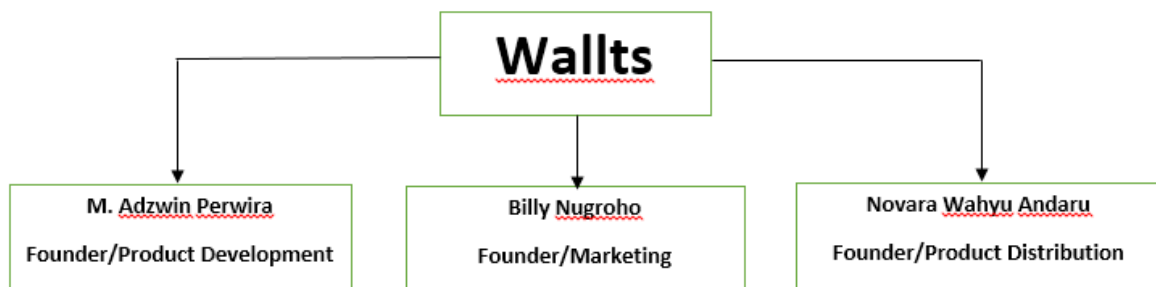 Wallts
M. Adzwin Perwira
Founder/Product Development
Billy Nugroho
Founder/Marketing
Novara Wahyu Andaru
Founder/Product Distribution